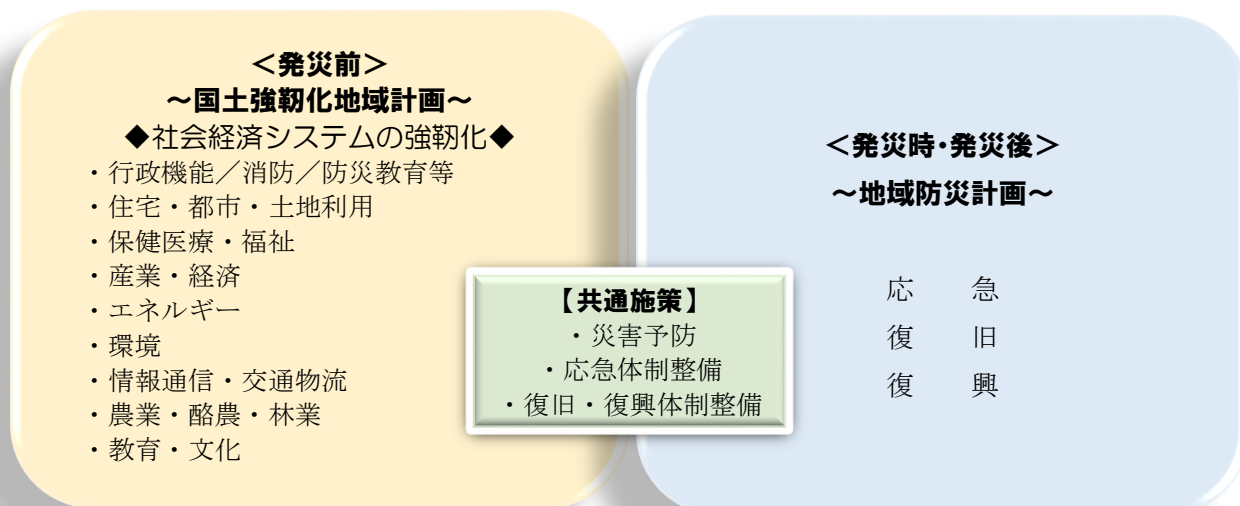 ＜発災前＞
～国土強靭化地域計画～
◆社会経済システムの強靭化◆
・行政機能／消防／防災教育等
・住宅・都市・土地利用
・保健医療・福祉
・産業・経済
・エネルギー
・環境
・情報通信・交通物流
・農業・酪農・林業
・教育・文化
【共通施策】
・災害予防
・応急体制整備
・復旧・復興体制整備
＜発災時・発災後＞
～地域防災計画～
応　　急
復　　旧
復　　興